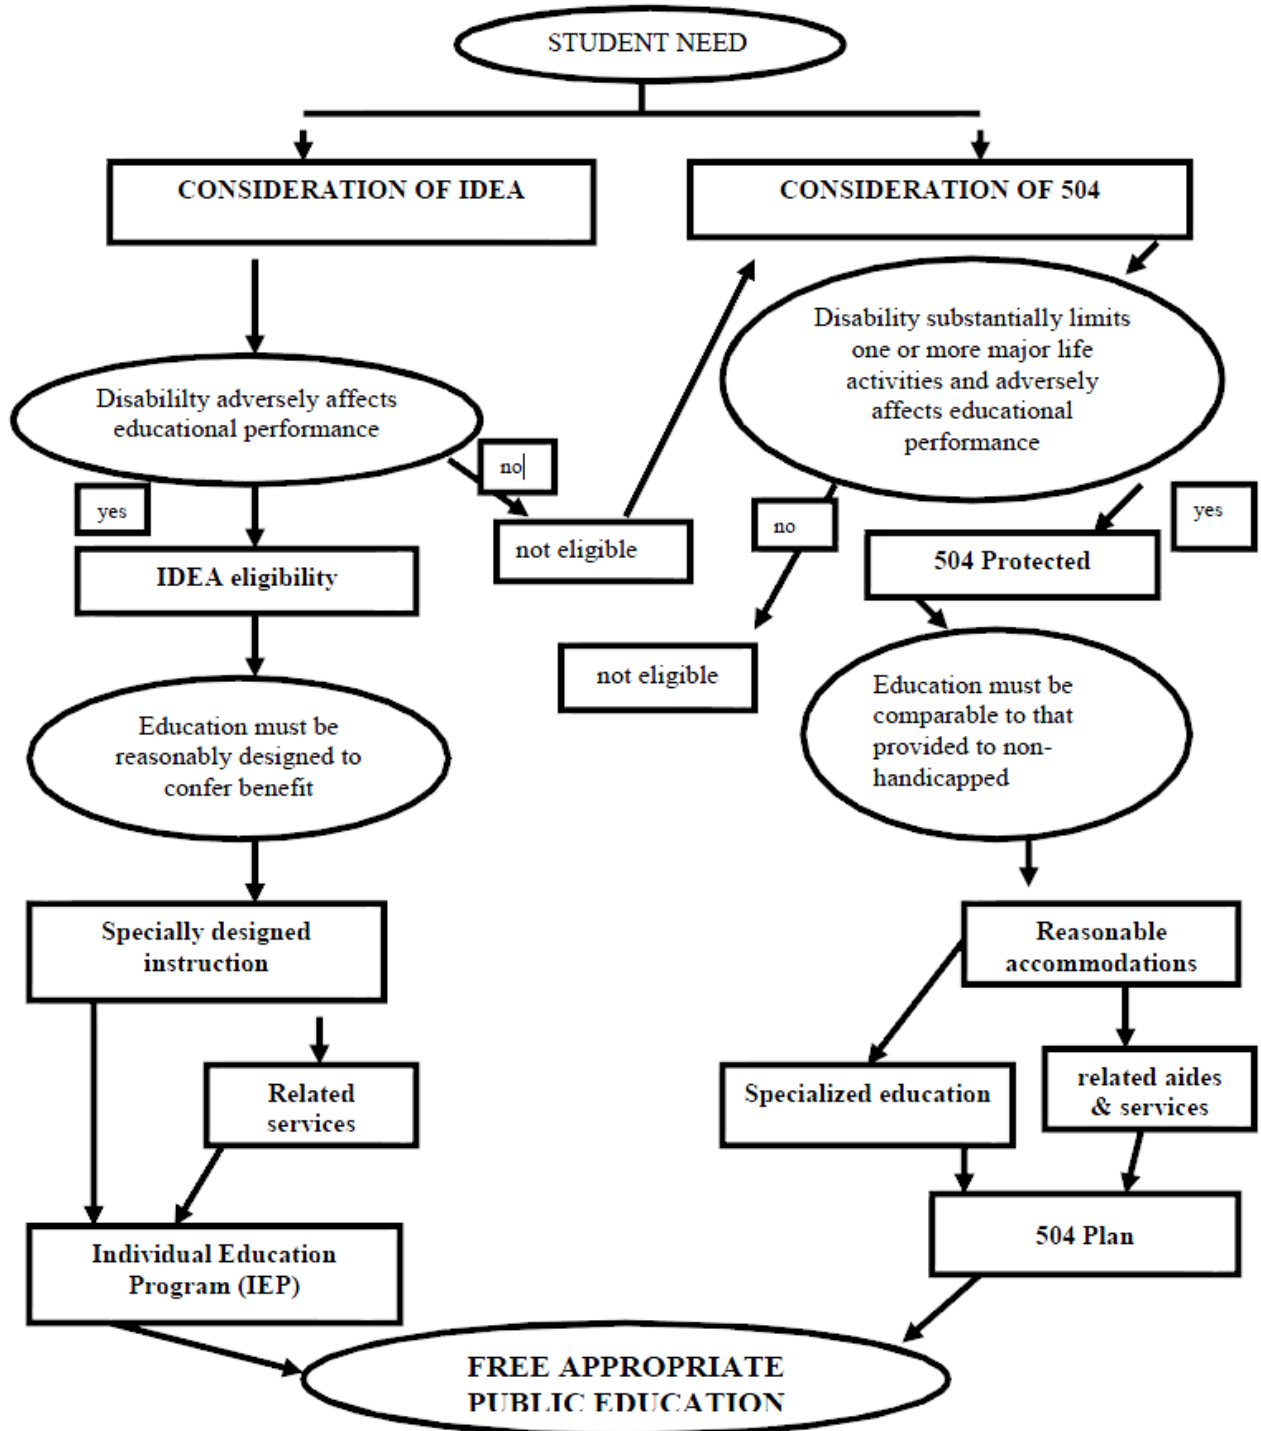 STUDENT NEED
CONSIDERATION OF IDEA
CONSIDERATION OF 504
Disability substantially limits
one or more major life
activities and adversely
affects educational
performance
Disabililty adversely affects
educational performance
no
yes
not eligible
no
yes
IDEA eligibility
504 Protected
not eligible
Education must be
reasonably designed to
confer benefit
Education must be
comparable to that
provided to non-
handicapped
Specially designed
instruction
Reasonable
accommodations
Related
services
Specialized education
related aides
& services
Individual Education
Program (IEP)
504 Plan
FREE APPROPRIATE
PUBLIC EDUCATION